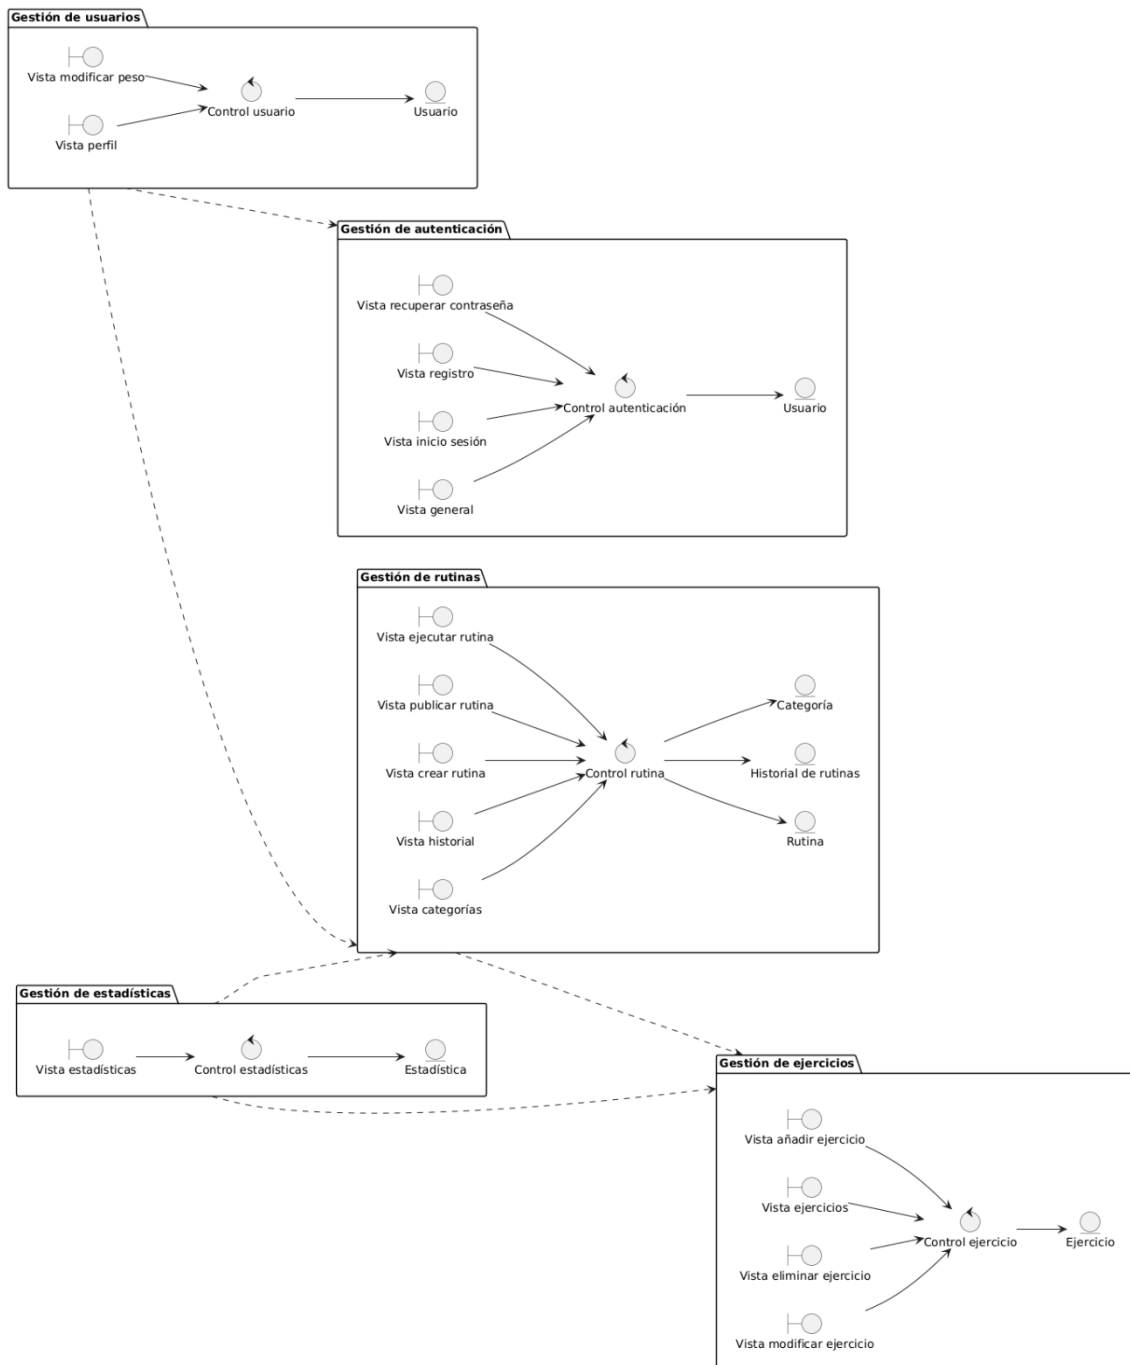 Gestión de usuarios
Vista modificar peso
Control usuario
Usuario
Vista perfil
Gestión de autenticación
Vista recuperar contraseña
Vista registro
Control autenticación
Usuario
Vista inicio sesión
Vista general
Gestión de rutinas
Vista ejecutar rutina
Vista publicar rutina
Categoría
Vista crear rutina
Control rutina
Historial de rutinas
Vista historial
Rutina
Vista categorías
Gestión de estadísticas
Vista estadísticas
Control estadísticas
Estadística
Gestión de ejercicios
Vista añadir ejercicio
Vista ejercicios
Control ejercicio
Ejercicio
Vista eliminar ejercicio
Vista modificar ejercicio